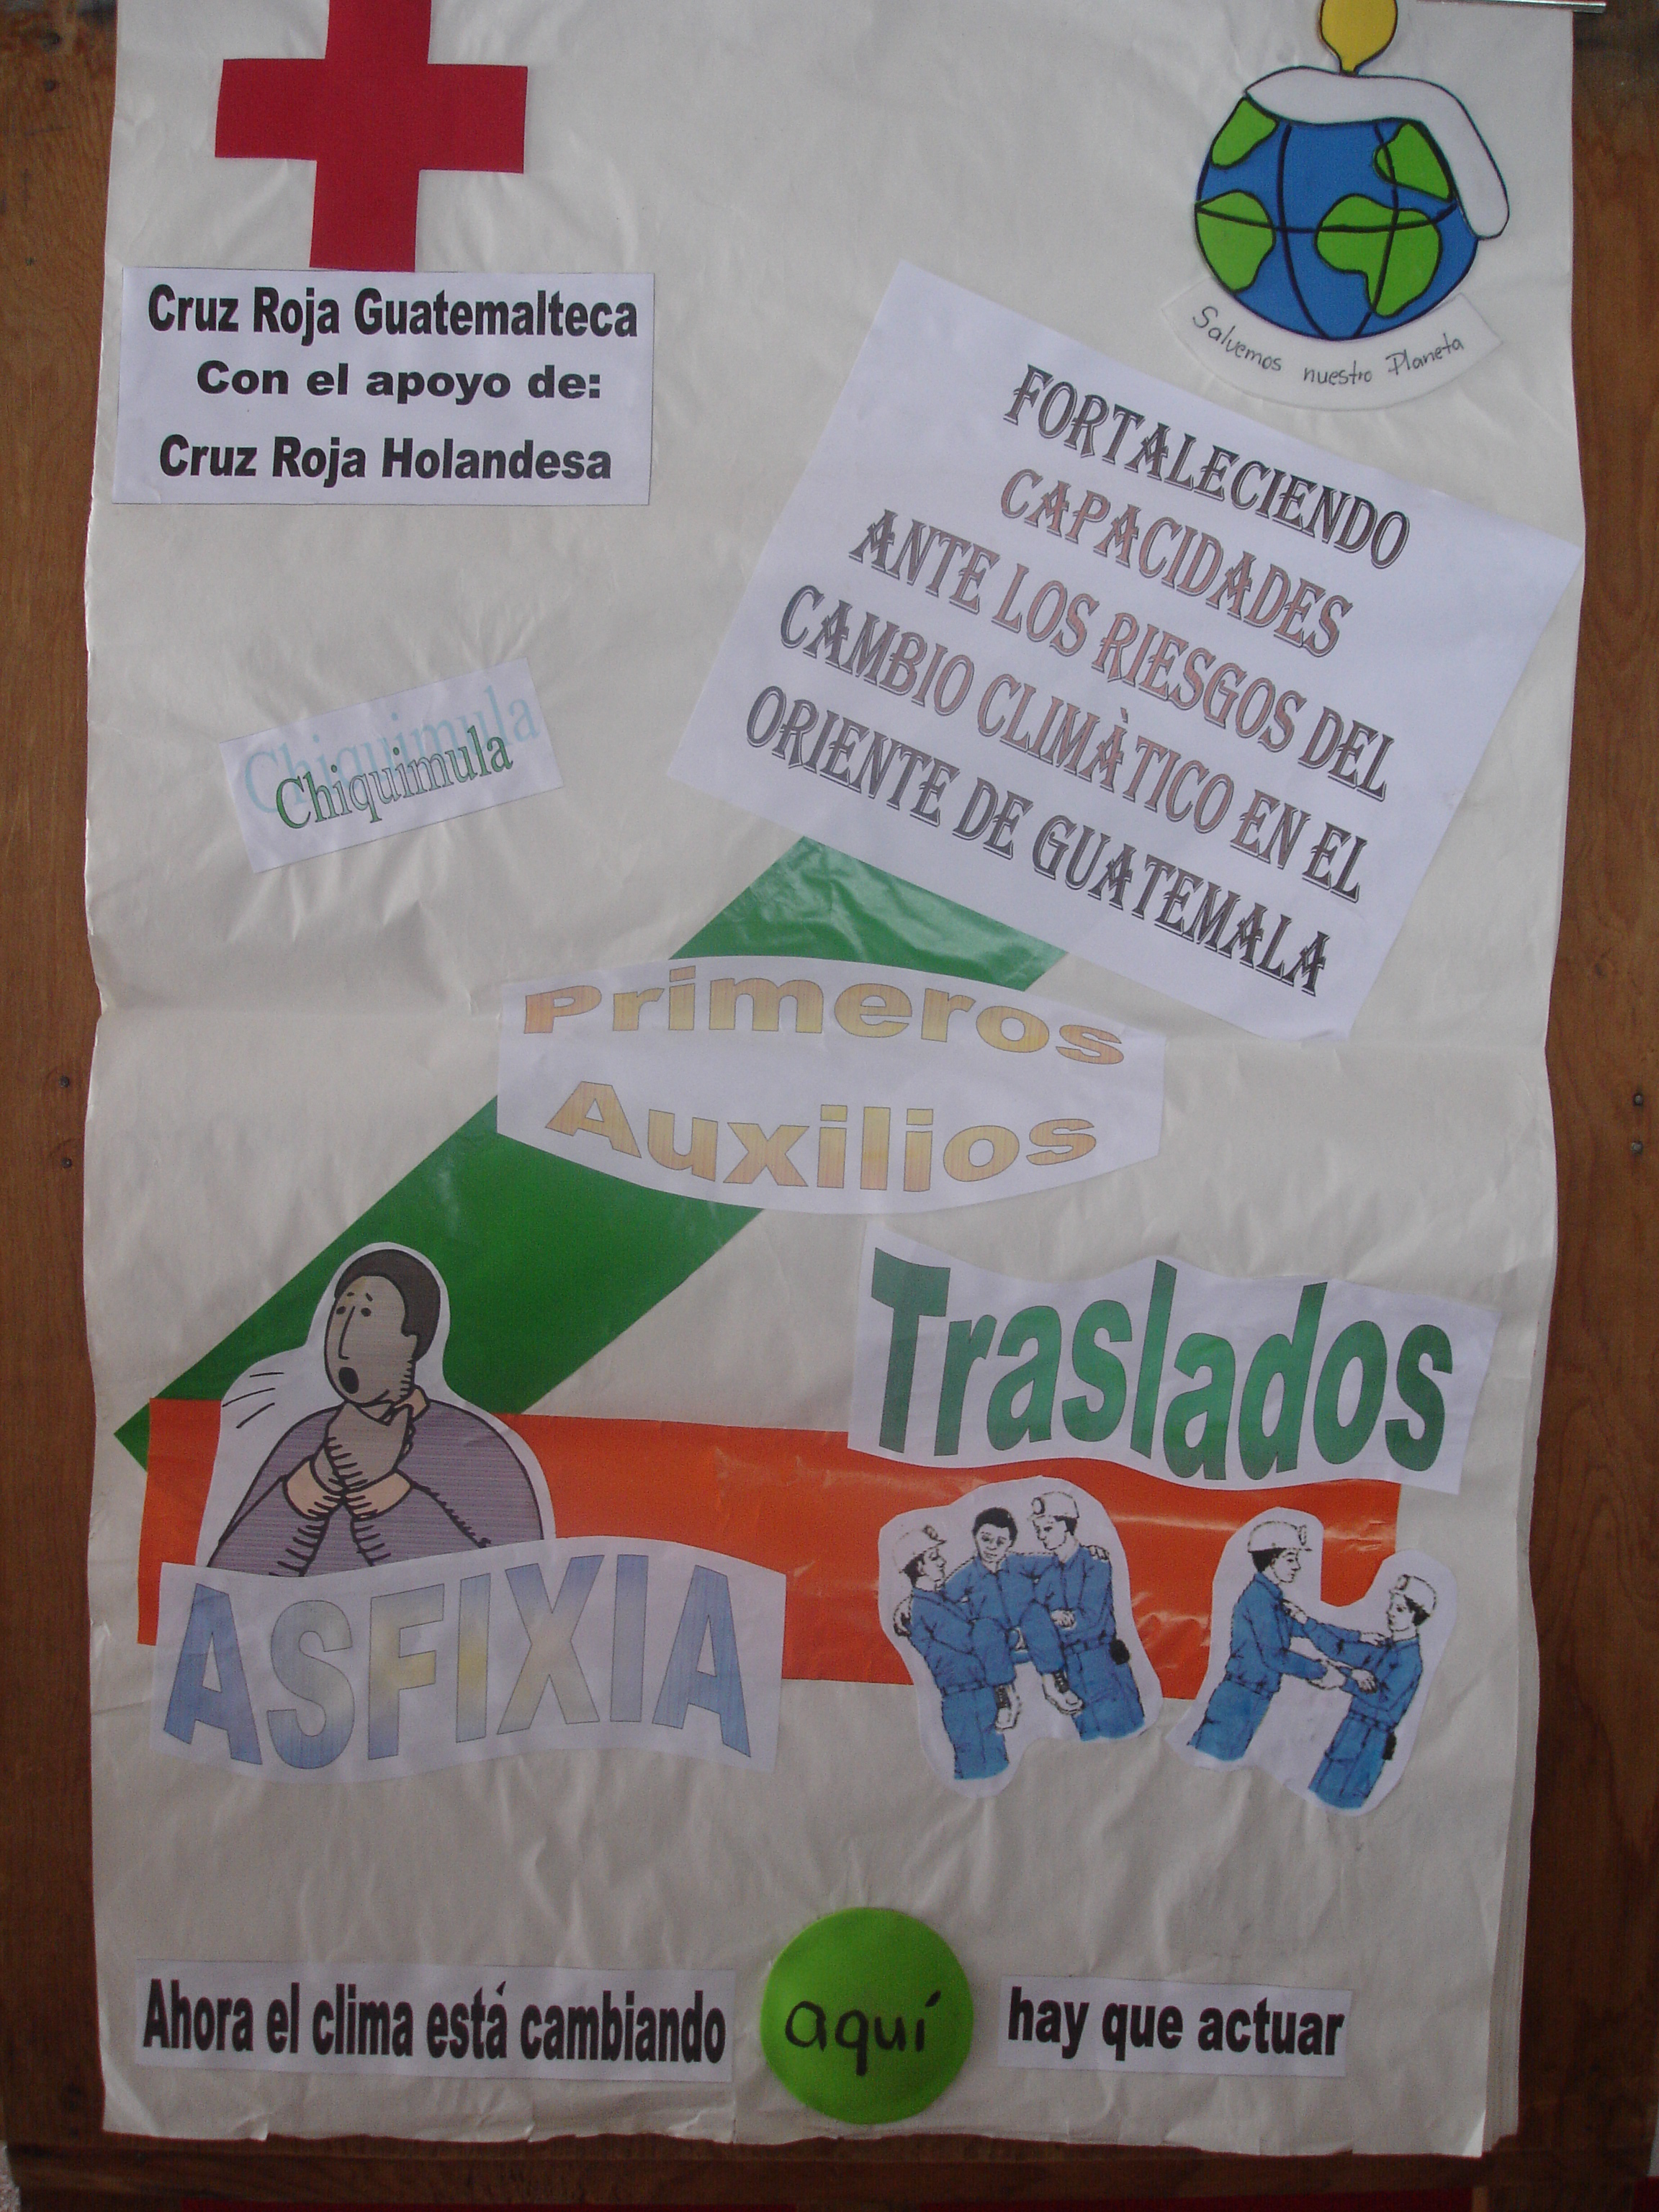 Cruz Roja Guatemalteca
Con el apoyo de:
Cruz Roja Holandesa
Salvemos nuestro Planeta
FORTALECIENDO
CAPACIDADES
ANTE LOS RIESGOS DEL
CAMBIO CLIMÀTICO EN EL
ORIENTE DE GUATEMALA
Chiquimula
Primeros
Auxilios
Traslados
ASFIXIA
Ahora el clima está cambiando aquí hay que actuar